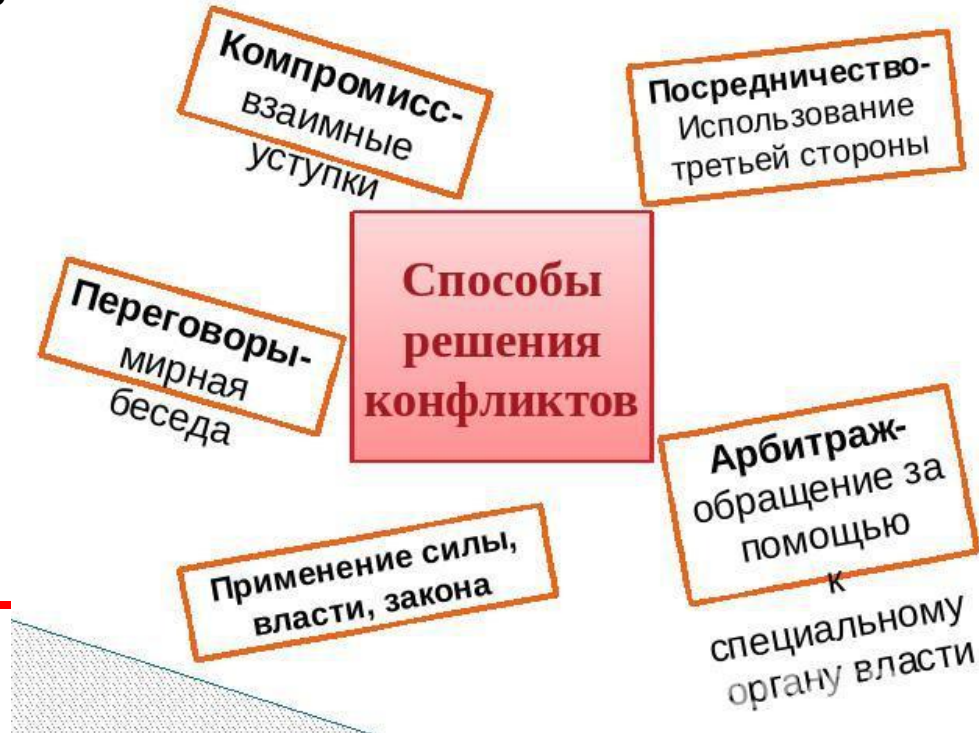 Компромисс-
взаимные
уступки
Посредничество-
Использование
третьей стороны
Способы
решения
конфликтов
Переговоры-
мирная
беседа
Арбитраж-
обращение за
помощью
к
специальному
органу власти
Применение силы,
власти, закона